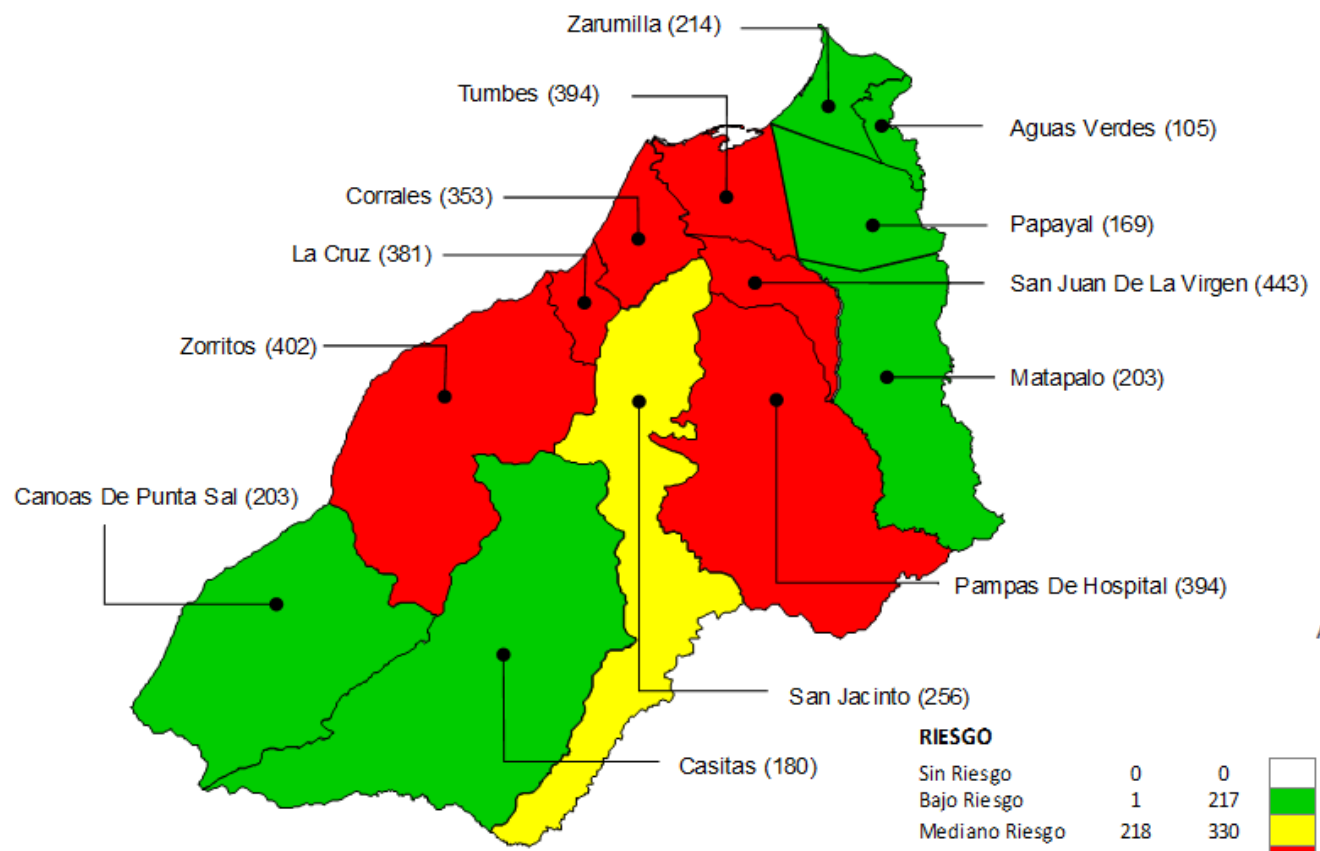 Zarumilla (214)
Tumbes (394)
Aguas Verdes (105)
Corrales (353)
Papayal (169)
La Cruz (381)
San Juan De La Virgen (443)
Zorritos (402)
Matapalo (203)
Canoas De Punta Sal (203)
Pampas De Hospital (394)
San Jacinto (256)
Casitas (180)
RIESGO
Sin Riesgo 0 0
Bajo Riesgo 1 217
Mediano Riesgo 218 330